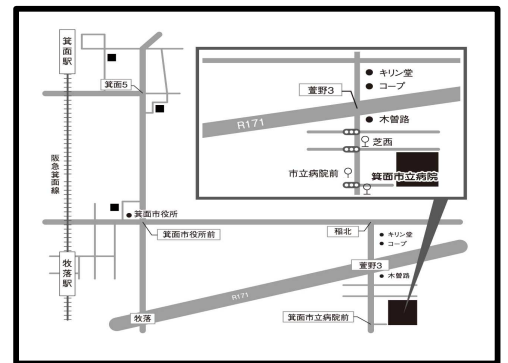 箕面駅
箕面5
阪急箕面線
箕面市役所
箕面市役所前
牧落駅
牧落
R171
キリン堂
コープ
萱野3
R171
木曽路
芝西
市立病院前
箕面市立病院
稲北
キリン堂
コープ
萱野3
木曽路
箕面市立病院前